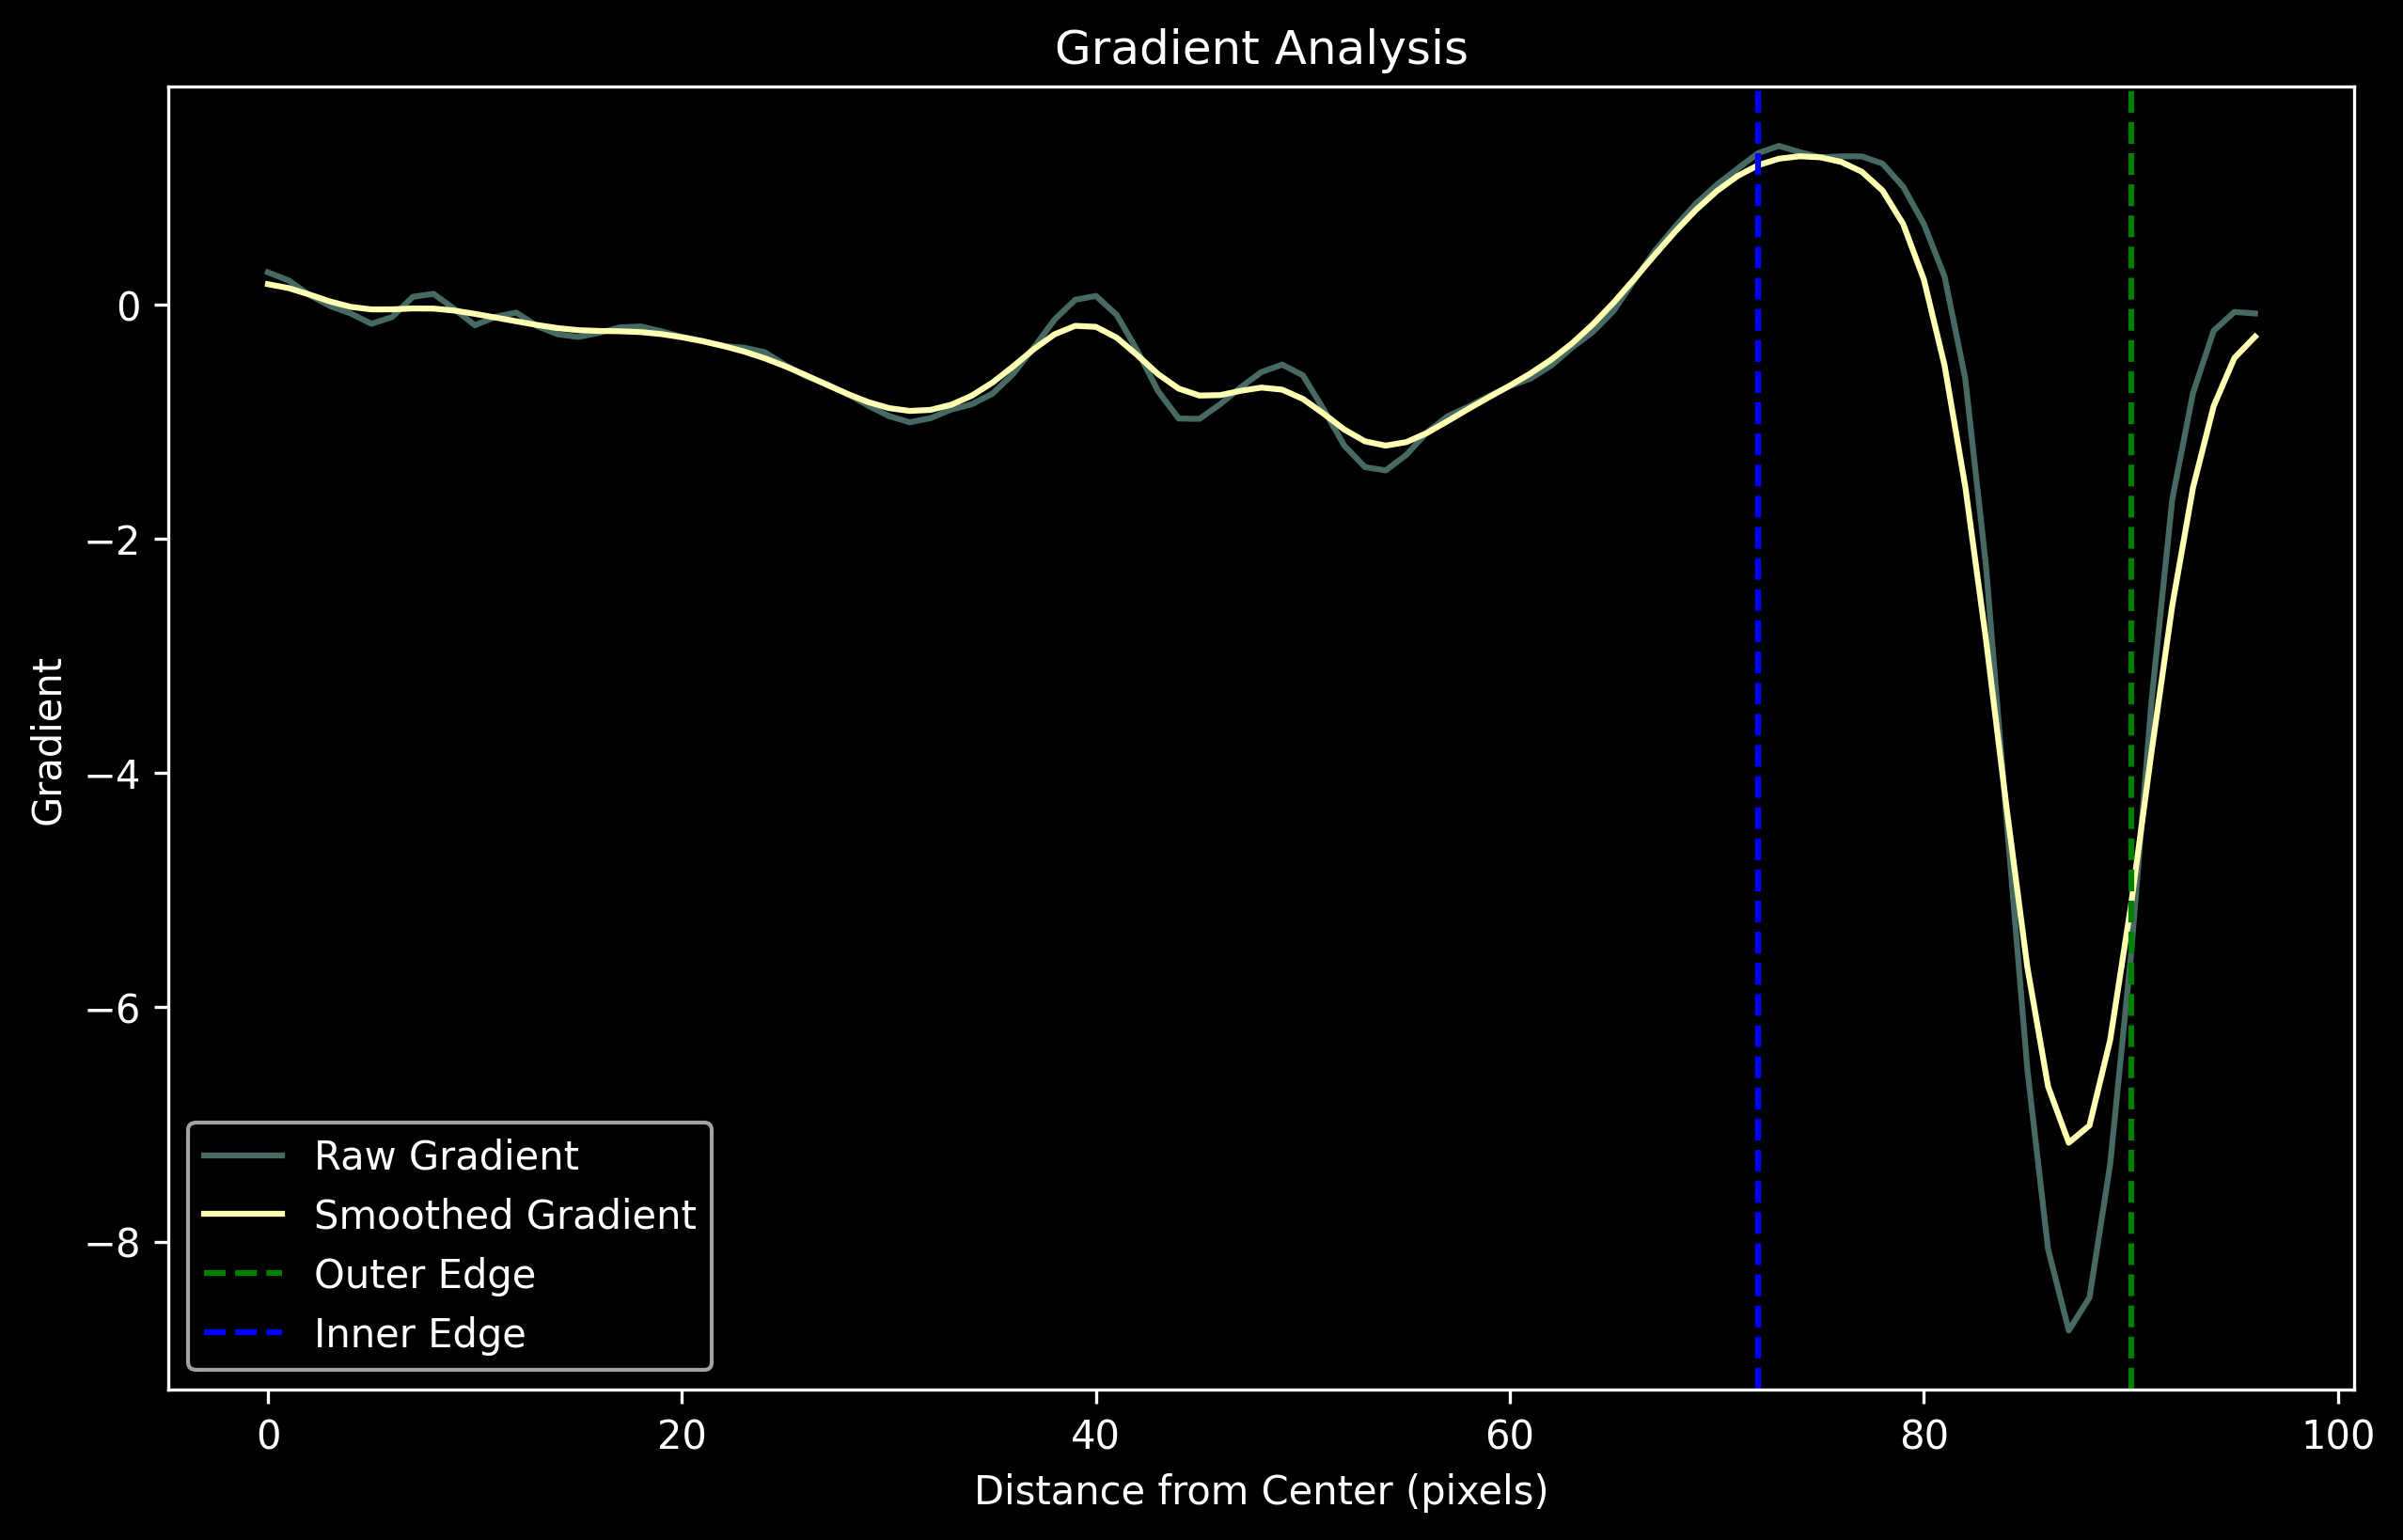 Gradient Analysis
Gradient
0
−2
−4
−6
−8
Raw Gradient
Smoothed Gradient
Outer Edge
Inner Edge
0 20 40 60 80 100
Distance from Center (pixels)